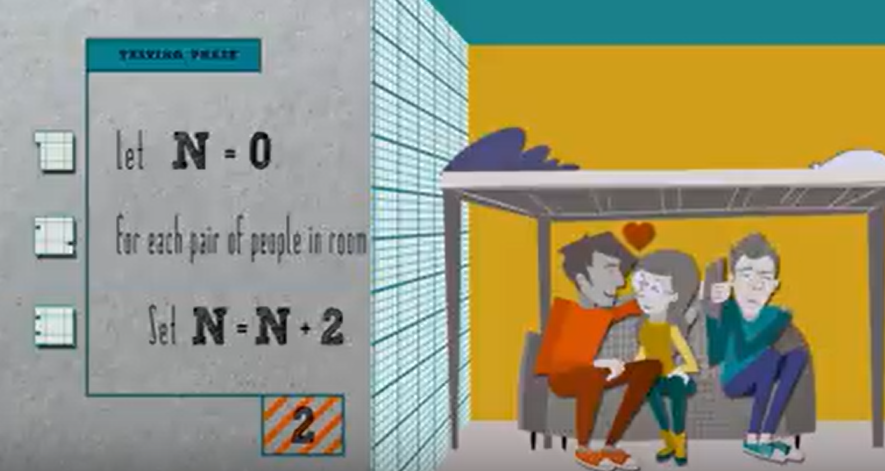 let N = 0
For each pair of people in room
Set N = N + 2
2